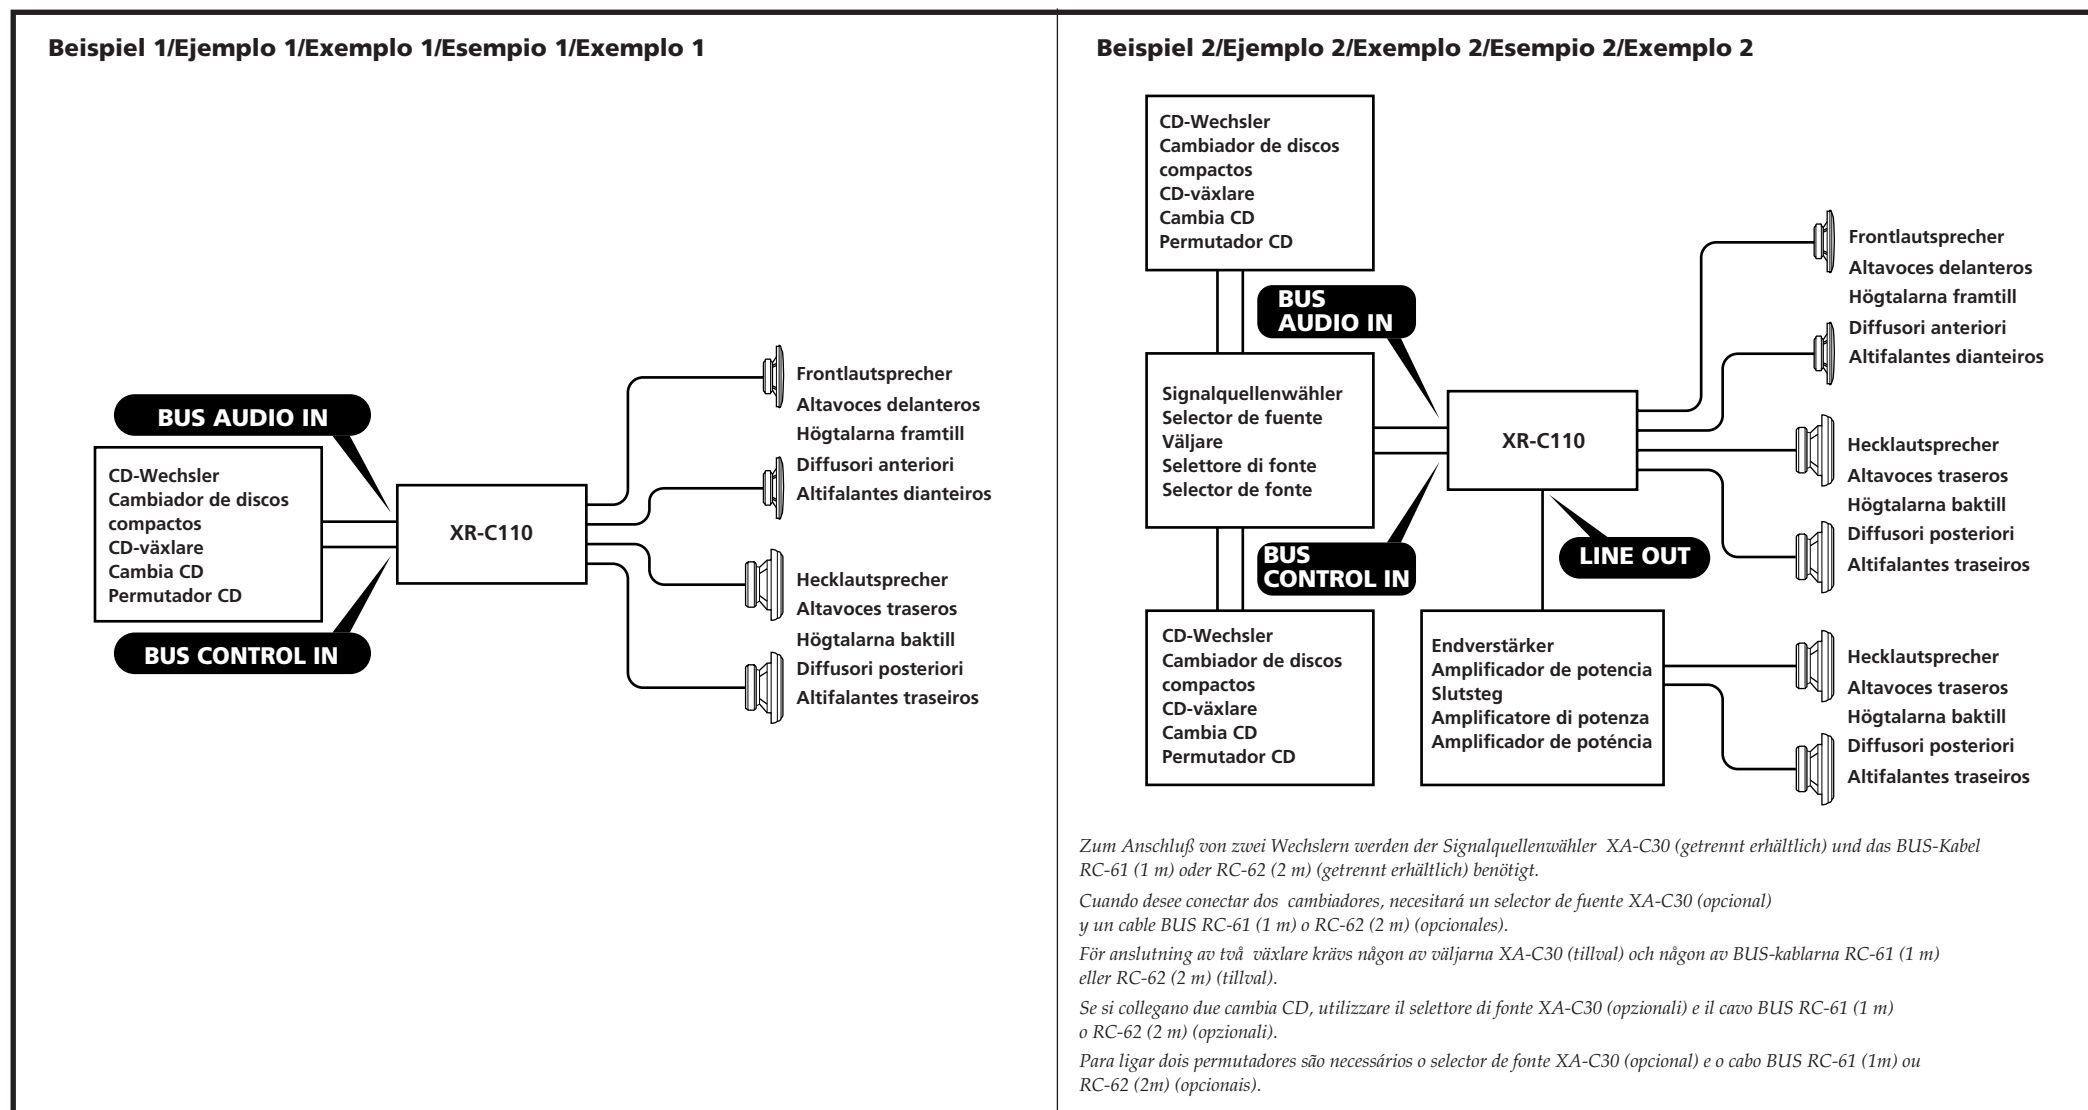 Beispiel 1/Ejemplo 1/Exemplo 1/Esempio 1/Exemplo 1
BUS AUDIO IN
CD-Wechsler
Cambiador de discos
compactos
CD-växlare
Cambia CD
Permutador CD
BUS CONTROL IN
XR-C110
Frontlautsprecher
Altavoces delanteros
Högtalarna framtill
Diffusori anteriori
Altifalantes dianteiros
Hecklautsprecher
Altavoces traseros
Högtalarna baktill
Diffusori posteriori
Altifalantes traseiros
Beispiel 2/Ejemplo 2/Exemplo 2/Esempio 2/Exemplo 2
CD-Wechsler
Cambiador de discos
compactos
CD-växlare
Cambia CD
Permutador CD
BUS
AUDIO IN
Signalquellenwähler
Selector de fuente
Väljare
Selettore di fonte
Selector de fonte
BUS
CONTROL IN
XR-C110
LINE OUT
Frontlautsprecher
Altavoces delanteros
Högtalarna framtill
Diffusori anteriori
Altifalantes dianteiros
Hecklautsprecher
Altavoces traseros
Högtalarna baktill
Diffusori posteriori
Altifalantes traseiros
CD-Wechsler
Cambiador de discos
compactos
CD-växlare
Cambia CD
Permutador CD
Endverstärker
Amplificador de potencia
Slutsteg
Amplificatore di potenza
Amplificador de poténcia
Hecklautsprecher
Altavoces traseros
Högtalarna baktill
Diffusori posteriori
Altifalantes traseiros
Zum Anschluß von zwei Wechslern werden der Signalquellenwähler XA-C30 (getrennt erhältlich) und das BUS-Kabel
RC-61 (1 m) oder RC-62 (2 m) (getrennt erhältlich) benötigt.
Cuando desee conectar dos cambiadores, necesitará un selector de fuente XA-C30 (opcional)
y un cable BUS RC-61 (1 m) o RC-62 (2 m) (opcionales).
För anslutning av två växlare krävs någon av väljarna XA-C30 (tillval) och någon av BUS-kablarna RC-61 (1 m)
eller RC-62 (2 m) (tillval).
Se si collegano due cambia CD, utilizzare il selettore di fonte XA-C30 (opzionali) e il cavo BUS RC-61 (1 m)
o RC-62 (2 m) (opzionali).
Para ligar dois permutadores são necessários o selector de fonte XA-C30 (opcional) e o cabo BUS RC-61 (1m) ou
RC-62 (2m) (opcionais).